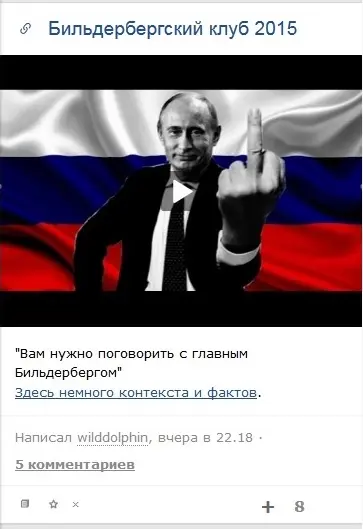 Бильдербергский клуб 2015
"Вам нужно поговорить с главным
Бильдербергом"
Здесь немного контекста и фактов.
Написал wilddolphin, вчера в 22.18 ·
5 комментариев
+ 8